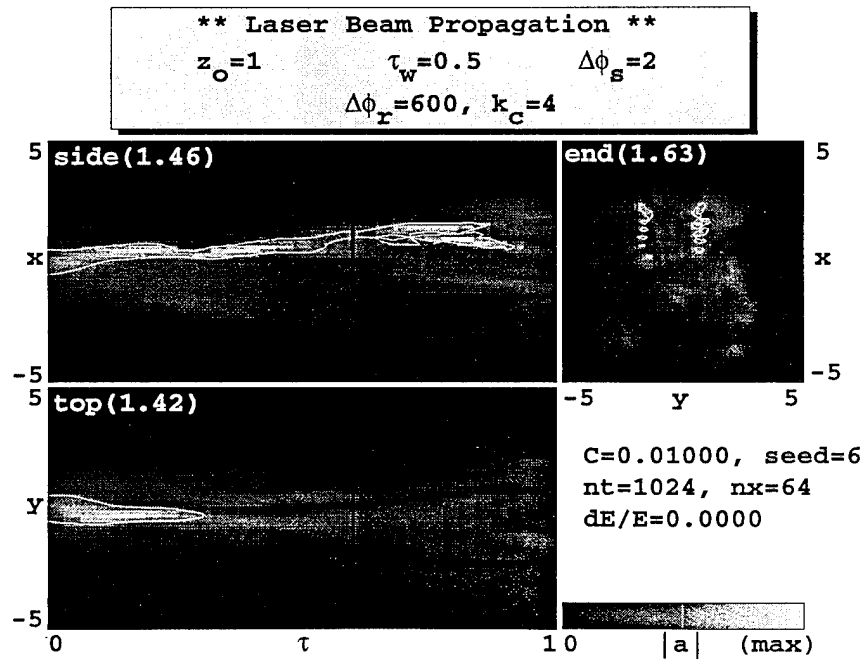 ** Laser Beam Propagation **
z_o=1 τ_w=0.5 Δϕ_s=2
Δϕ_r=600, k_c=4
5 side(1.46) end(1.63) 5
x x
-5 -5
5 top(1.42) -5 y 5
C=0.01000, seed=6
y nt=1024, nx=64
dE/E=0.0000
-5
0 τ 1 0 |a| (max)